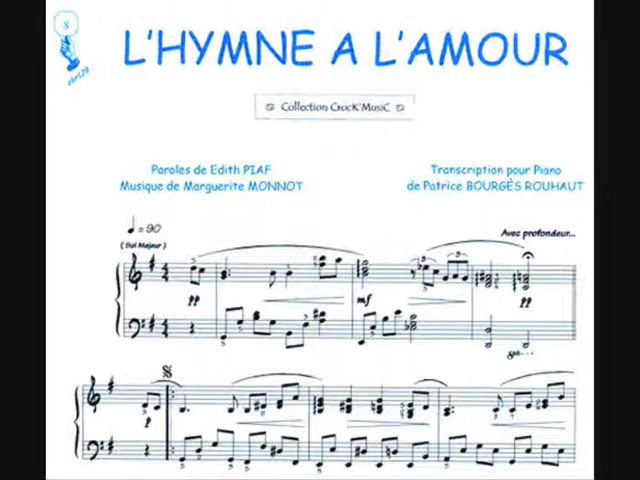 S
L'HYMNE A L'AMOUR
Collection CrocK'MusiC
Paroles de Edith PIAF
Musique de Marguerite MONNOT
Transcription pour Piano
de Patrice BOURGÈS ROUHAUT
♩ = 90
(Sol Majeur)
Avec profondeur...
pp
mf
pp
8va---
p